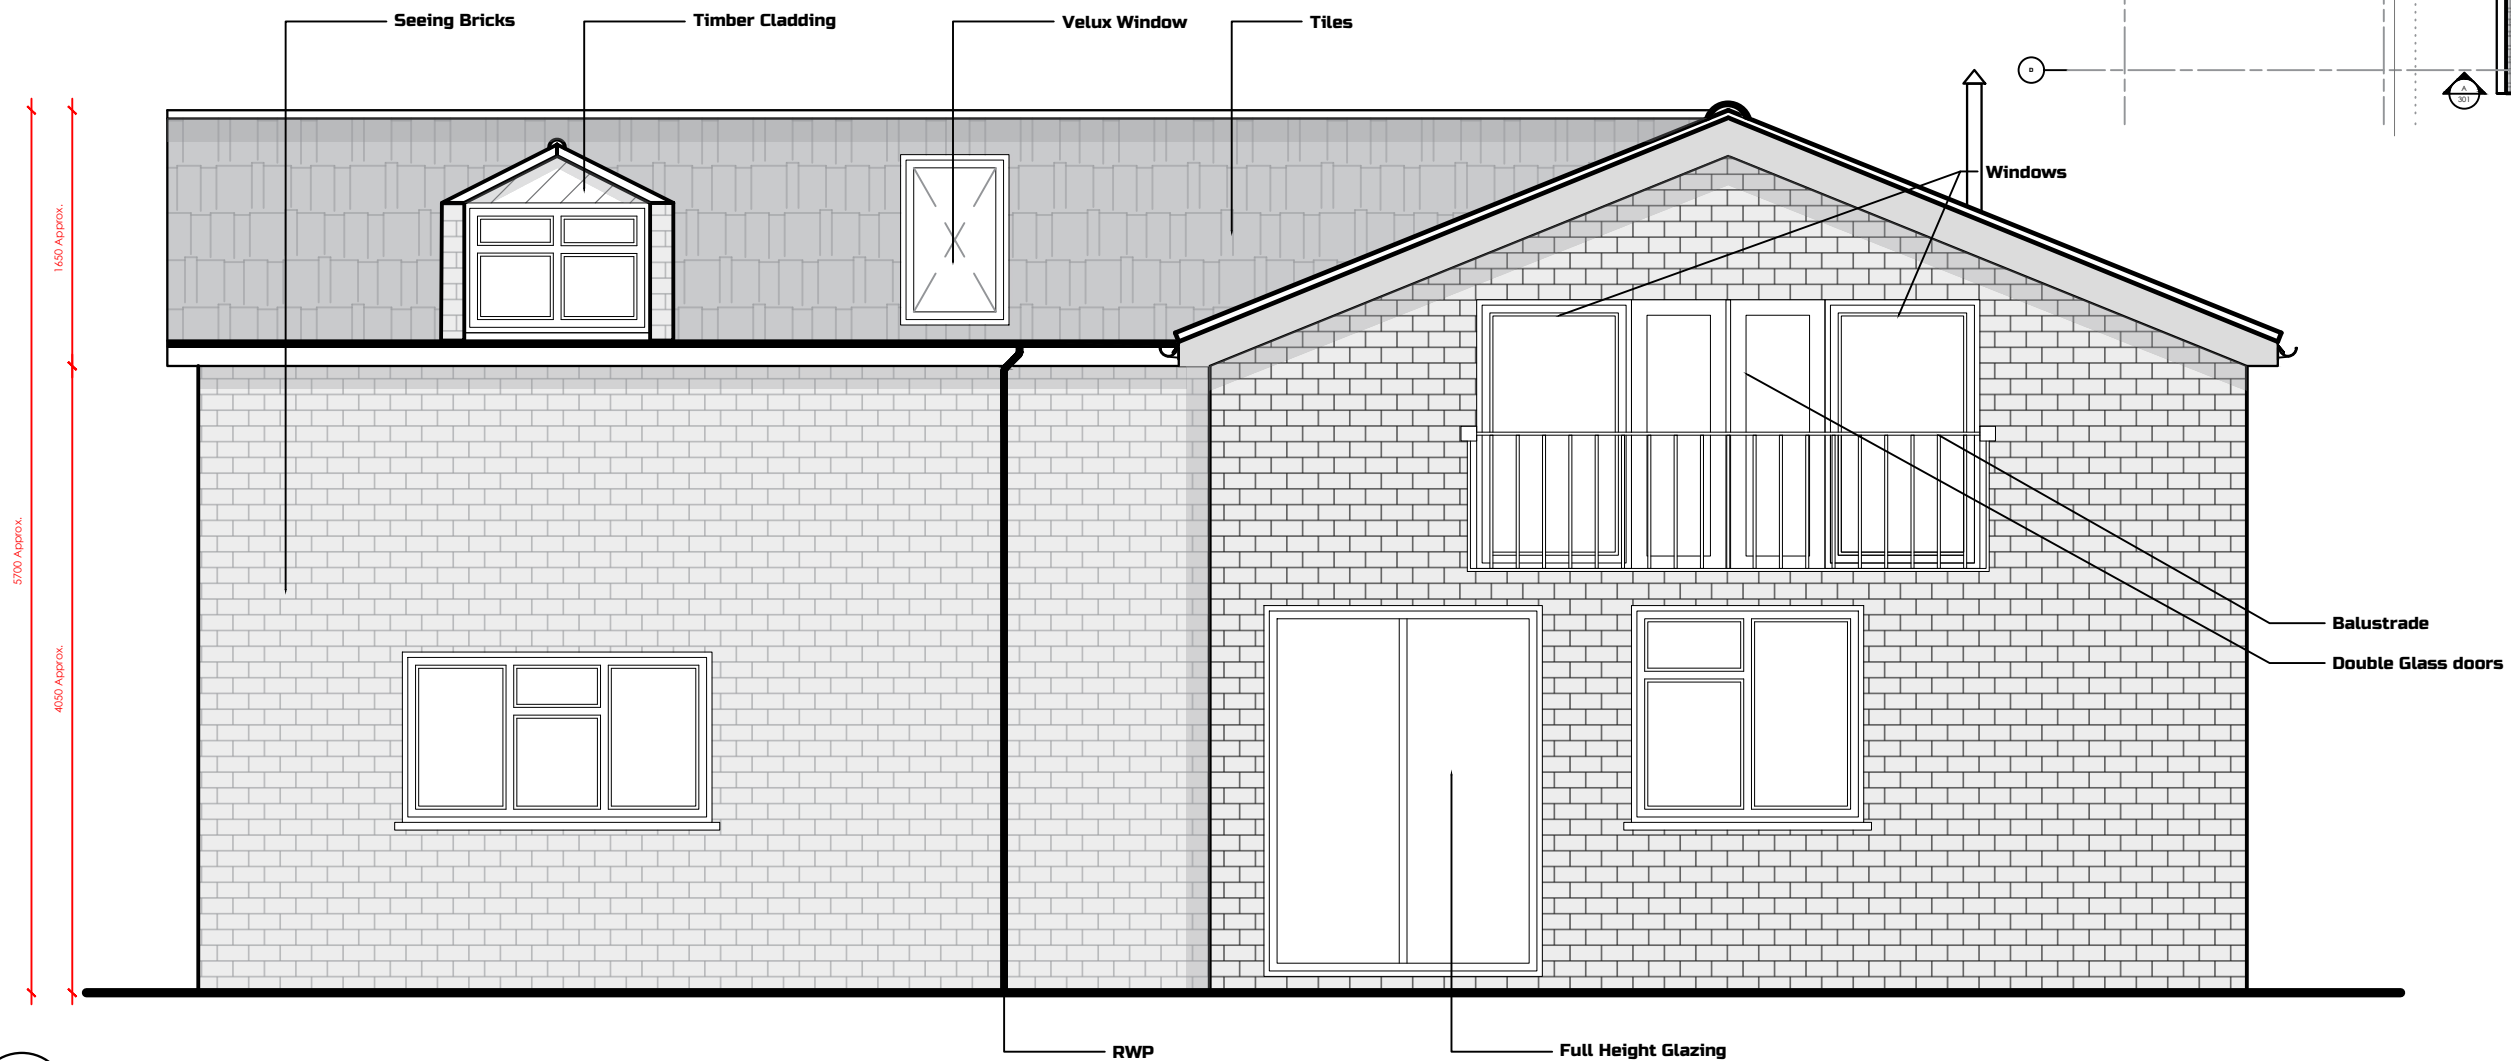 Seeing Bricks
Timber Cladding
Velux Window
Tiles
D
A
301
Windows
1650 Approx.
5700 Approx.
4050 Approx.
Balustrade
Double Glass doors
RWP
Full Height Glazing